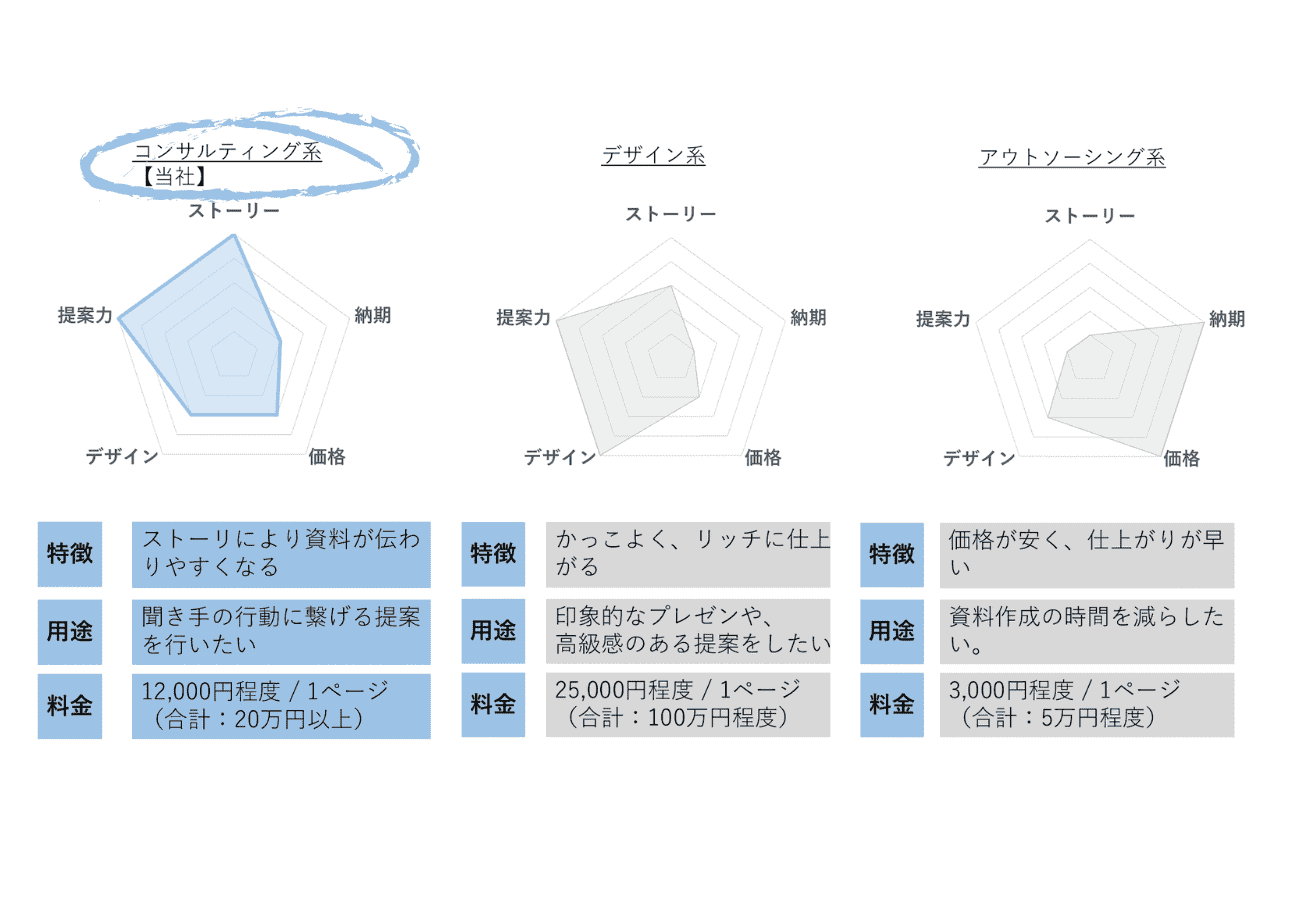 コンサルティング系
【当社】
ストーリー
提案力
納期
デザイン
価格
特徴
ストーリにより資料が伝わ
りやすくなる
用途
聞き手の行動に繋げる提案
を行いたい
料金
12,000円程度 / 1ページ
（合計：20万円以上）
デザイン系
ストーリー
提案力
納期
デザイン
価格
特徴
かっこよく、リッチに仕上
がる
用途
印象的なプレゼンや、
高級感のある提案をしたい
料金
25,000円程度 / 1ページ
（合計：100万円程度）
アウトソーシング系
ストーリー
提案力
納期
デザイン
価格
特徴
価格が安く、仕上がりが早
い
用途
資料作成の時間を減らした
い。
料金
3,000円程度 / 1ページ
（合計：5万円程度）